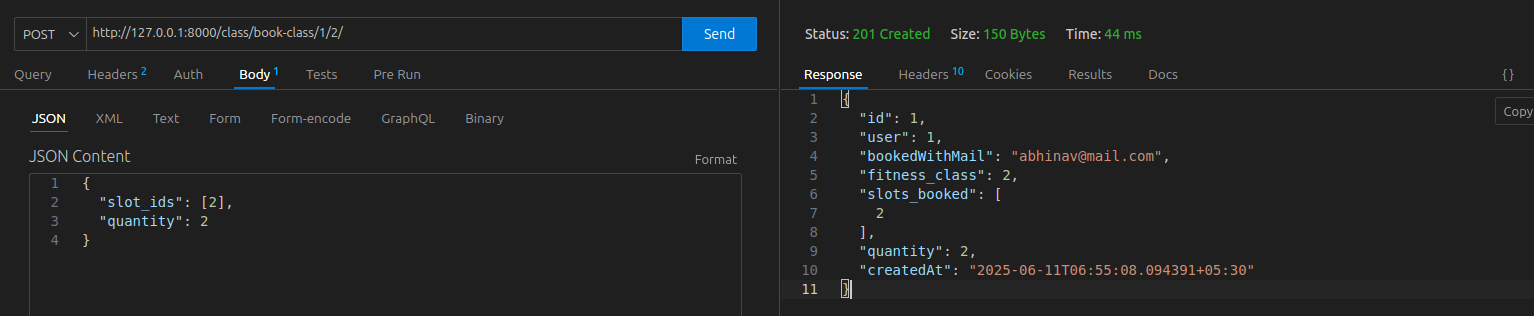 POST http://127.0.0.1:8000/class/book-class/1/2/ Send
Query Headers 2 Auth Body 1 Tests Pre Run
JSON XML Text Form Form-encode GraphQL Binary
JSON Content Format
1 {
2 "slot_ids": [2],
3 "quantity": 2
4 }
Status: 201 Created Size: 150 Bytes Time: 44 ms
Response Headers 10 Cookies Results Docs {}
Copy
1 {
2 "id": 1,
3 "user": 1,
4 "bookedWithMail": "abhinav@mail.com",
5 "fitness_class": 2,
6 "slots_booked": [
7 2
8 ],
9 "quantity": 2,
10 "createdAt": "2025-06-11T06:55:08.094391+05:30"
11 }